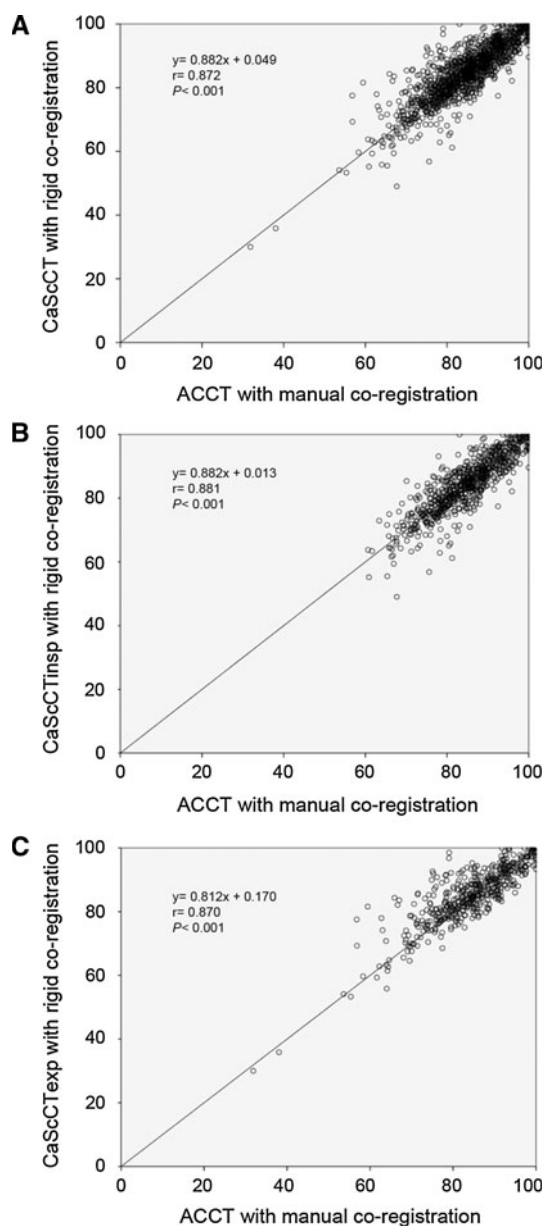 A
CaScCT with rigid co-registration
100
80
60
40
20
0
y= 0.882x + 0.049
r= 0.872
P< 0.001
0 20 40 60 80 100
ACCT with manual co-registration
B
CaScCTinsp with rigid co-registration
100
80
60
40
20
0
y= 0.882x + 0.013
r= 0.881
P< 0.001
0 20 40 60 80 100
ACCT with manual co-registration
C
CaScCTexp with rigid co-registration
100
80
60
40
20
0
y= 0.812x + 0.170
r= 0.870
P< 0.001
0 20 40 60 80 100
ACCT with manual co-registration